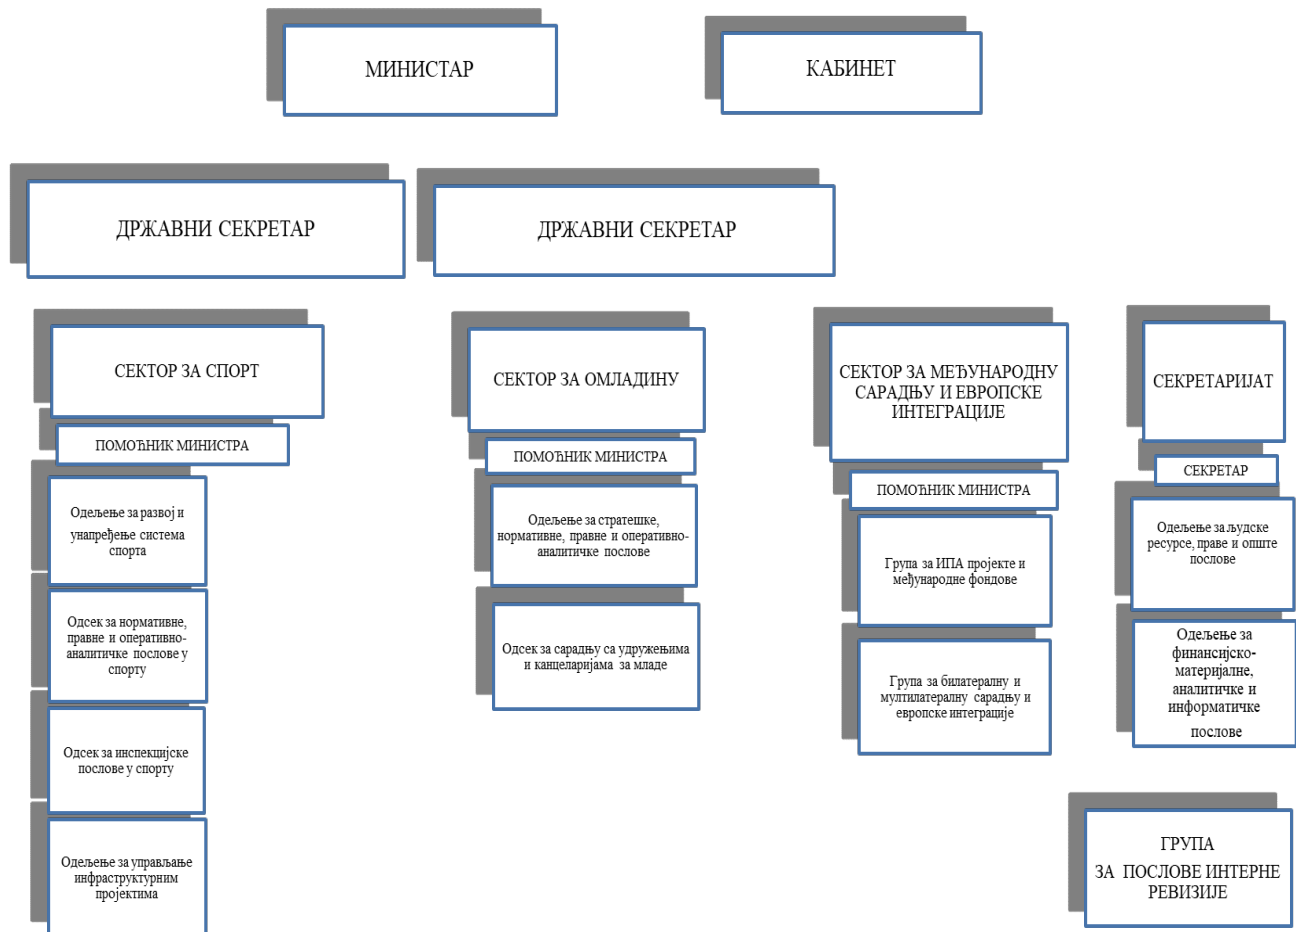 МИНИСТАР
КАБИНЕТ
ДРЖАВНИ СЕКРЕТАР
ДРЖАВНИ СЕКРЕТАР
СЕКТОР ЗА СПОРТ
ПОМОЋНИК МИНИСТРА
Одељење за развој и
унапређење система
спорта
Одсек за нормативне,
правне и оперативно-
аналитичке послове у
спорту
Одсек за инспекцијске
послове у спорту
Одељење за управљање
инфраструктурним
пројектима
СЕКТОР ЗА ОМЛАДИНУ
ПОМОЋНИК МИНИСТРА
Одељење за стратешке,
нормативне, правне и оперативно-
аналитичке послове
Одсек за сарадњу са удружењима
и канцеларијама за младе
СЕКТОР ЗА МЕЂУНАРОДНУ
САРАДЊУ И ЕВРОПСКЕ
ИНТЕГРАЦИЈЕ
ПОМОЋНИК МИНИСТРА
Група за ИПА пројекте и
међународне фондове
Група за билатералну и
мултилатералну сарадњу и
европске интеграције
СЕКРЕТАРИЈАТ
СЕКРЕТАР
Одељење за људске
ресурсе, праве и опште
послове
Одељење за
финансијско-
материјалне,
аналитичке и
информатичке
послове
ГРУПА
ЗА ПОСЛОВЕ ИНТЕРНЕ
РЕВИЗИЈЕ